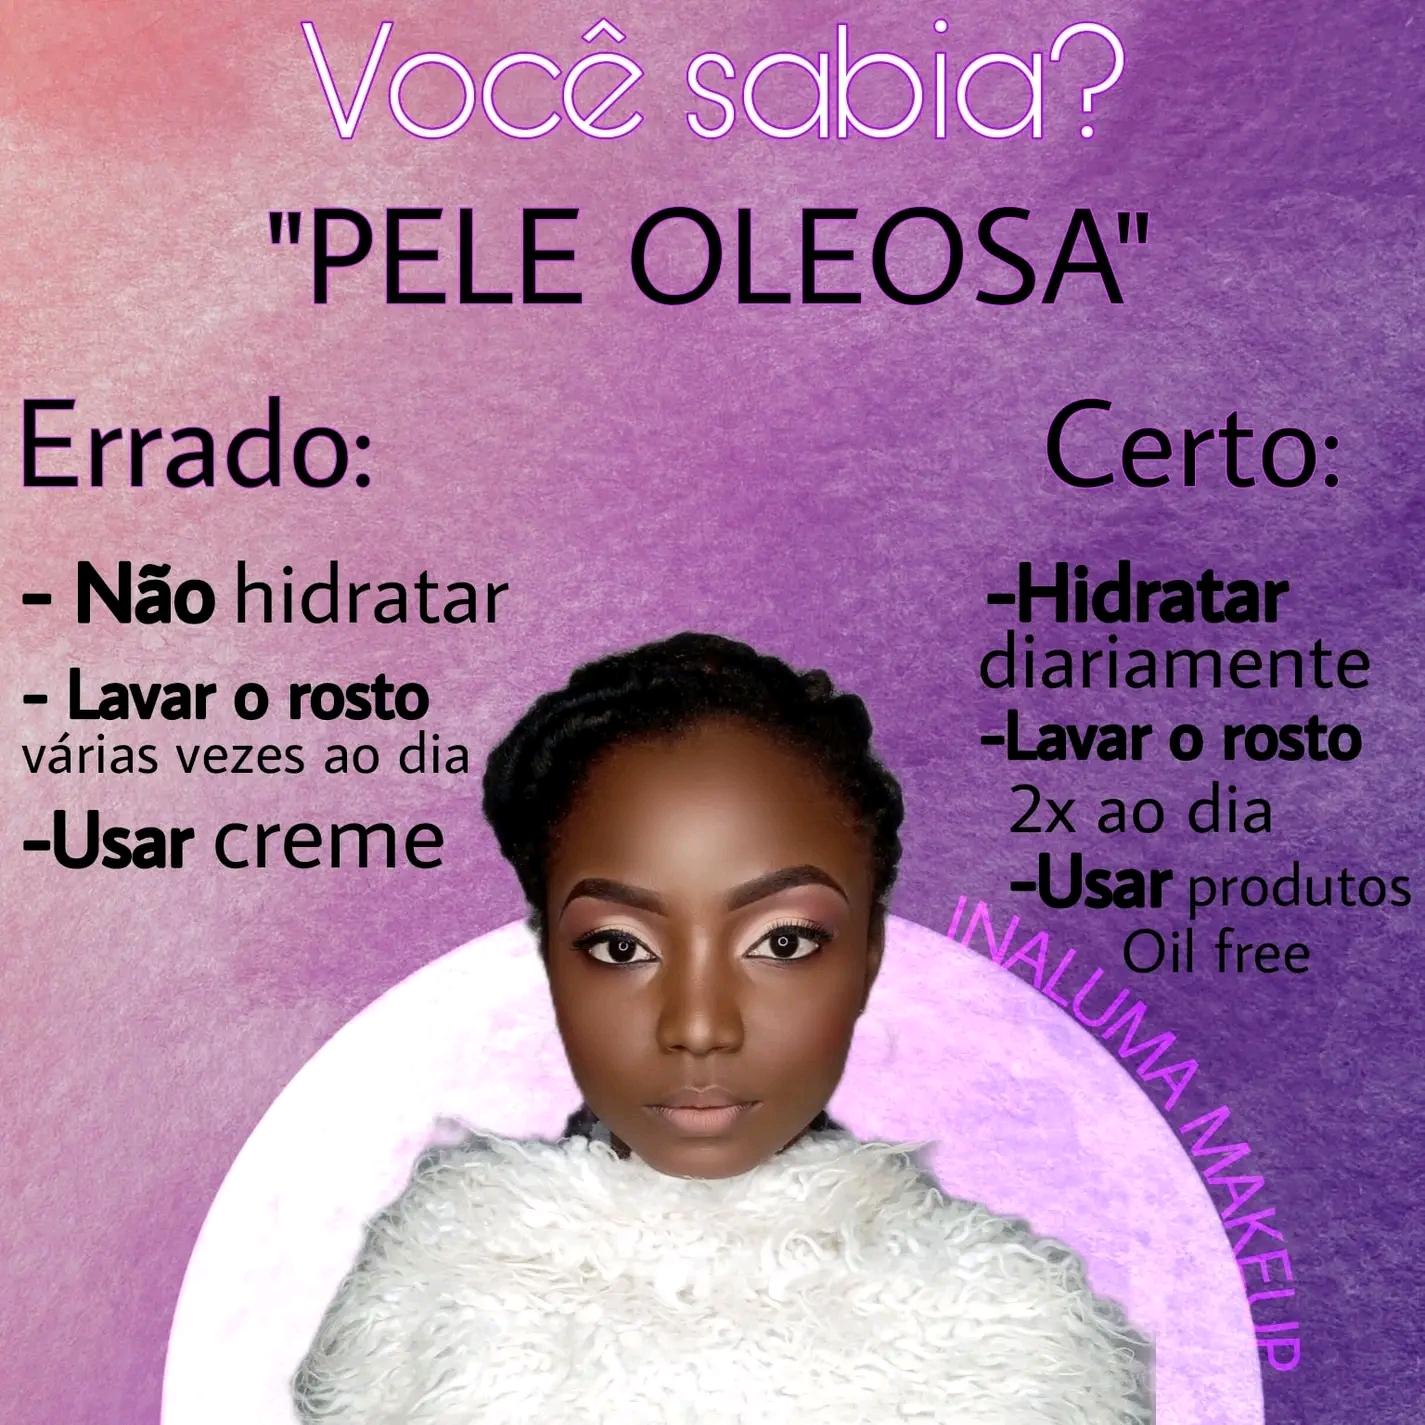 Você sabia?
"PELE OLEOSA"
Errado:
- Não hidratar
- Lavar o rosto
várias vezes ao dia
-Usar creme
Certo:
-Hidratar
diariamente
-Lavar o rosto
2x ao dia
-Usar produtos
Oil free
INALUMA MAKEUP